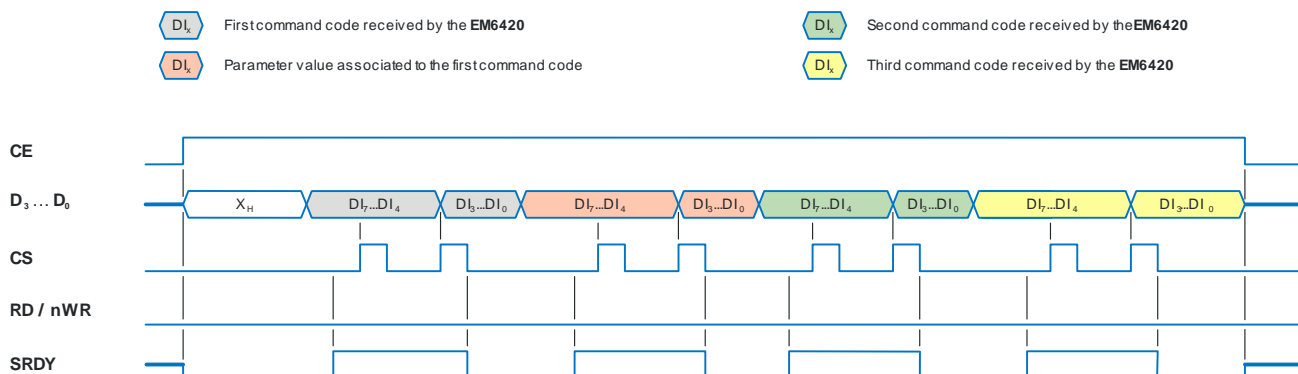 DIx First command code received by the EM6420
DIx Second command code received by theEM6420
DIx Parameter value associated to the first command code
DIx Third command code received by the EM6420
CE
D3 ... D0 XH DI7...DI4 DI3...DI0 DI7...DI4 DI3...DI0 DI7...DI4 DI3...DI0 DI7...DI4 DI3...DI0
CS
RD / nWR
SRDY